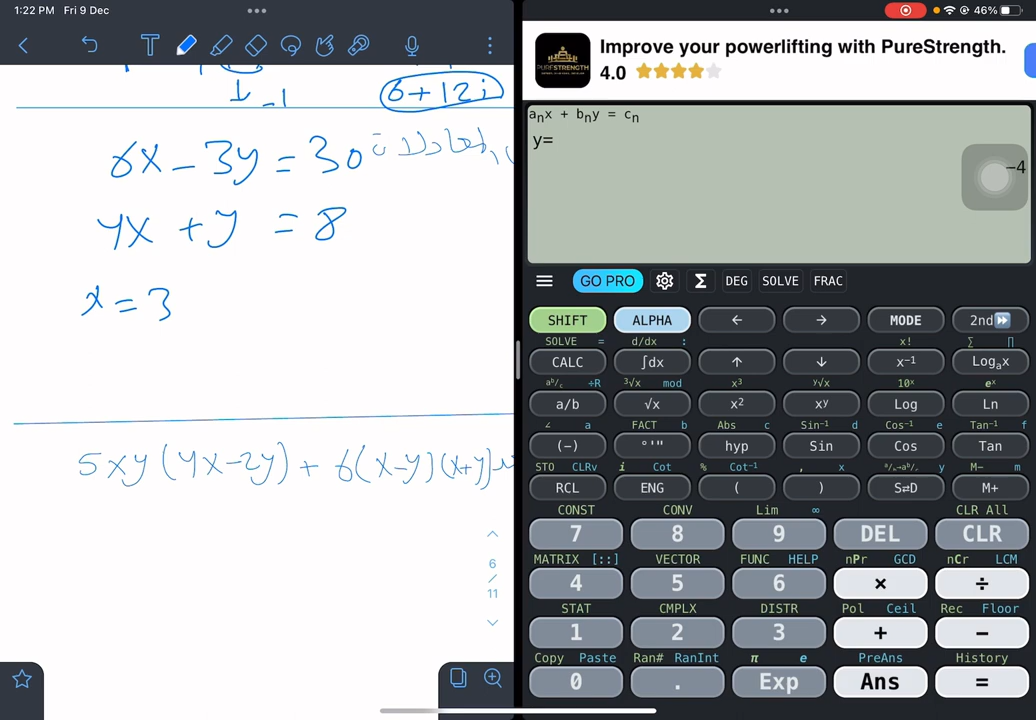 1:22 PM Fri 9 Dec
46%
T
-1
6+12i
6x - 3y = 30
4x + y = 8
x = 3
5xy(4x-2y) + 6(x-y)(x+y)
6
/
11
Improve your powerlifting with PureStrength.
PURESTRENGTH
4.0
aₙx + bₙy = cₙ
y=
-4
GO PRO Σ DEG SOLVE FRAC
SHIFT ALPHA ← → MODE 2nd
SOLVE = d/dx : x! ∑ ∏
CALC ∫dx ↑ ↓ x⁻¹ Logₐx
aᵇ/c ÷R ³√x mod x³ ʸ√x 10ˣ eˣ
a/b √x x² xʸ Log Ln
∠ a FACT b Abs c Sin⁻¹ d Cos⁻¹ e Tan⁻¹ f
(−) °'" hyp Sin Cos Tan
STO CLRv i Cot % Cot⁻¹ , x a/b↔aᵇ/c y M− m
RCL ENG ( ) S⇄D M+
CONST CONV Lim ∞ CLR All
7 8 9 DEL CLR
MATRIX [::] VECTOR FUNC HELP nPr GCD nCr LCM
4 5 6 × ÷
STAT CMPLX DISTR Pol Ceil Rec Floor
1 2 3 + −
Copy Paste Ran# RanInt π e PreAns History
0 . Exp Ans =